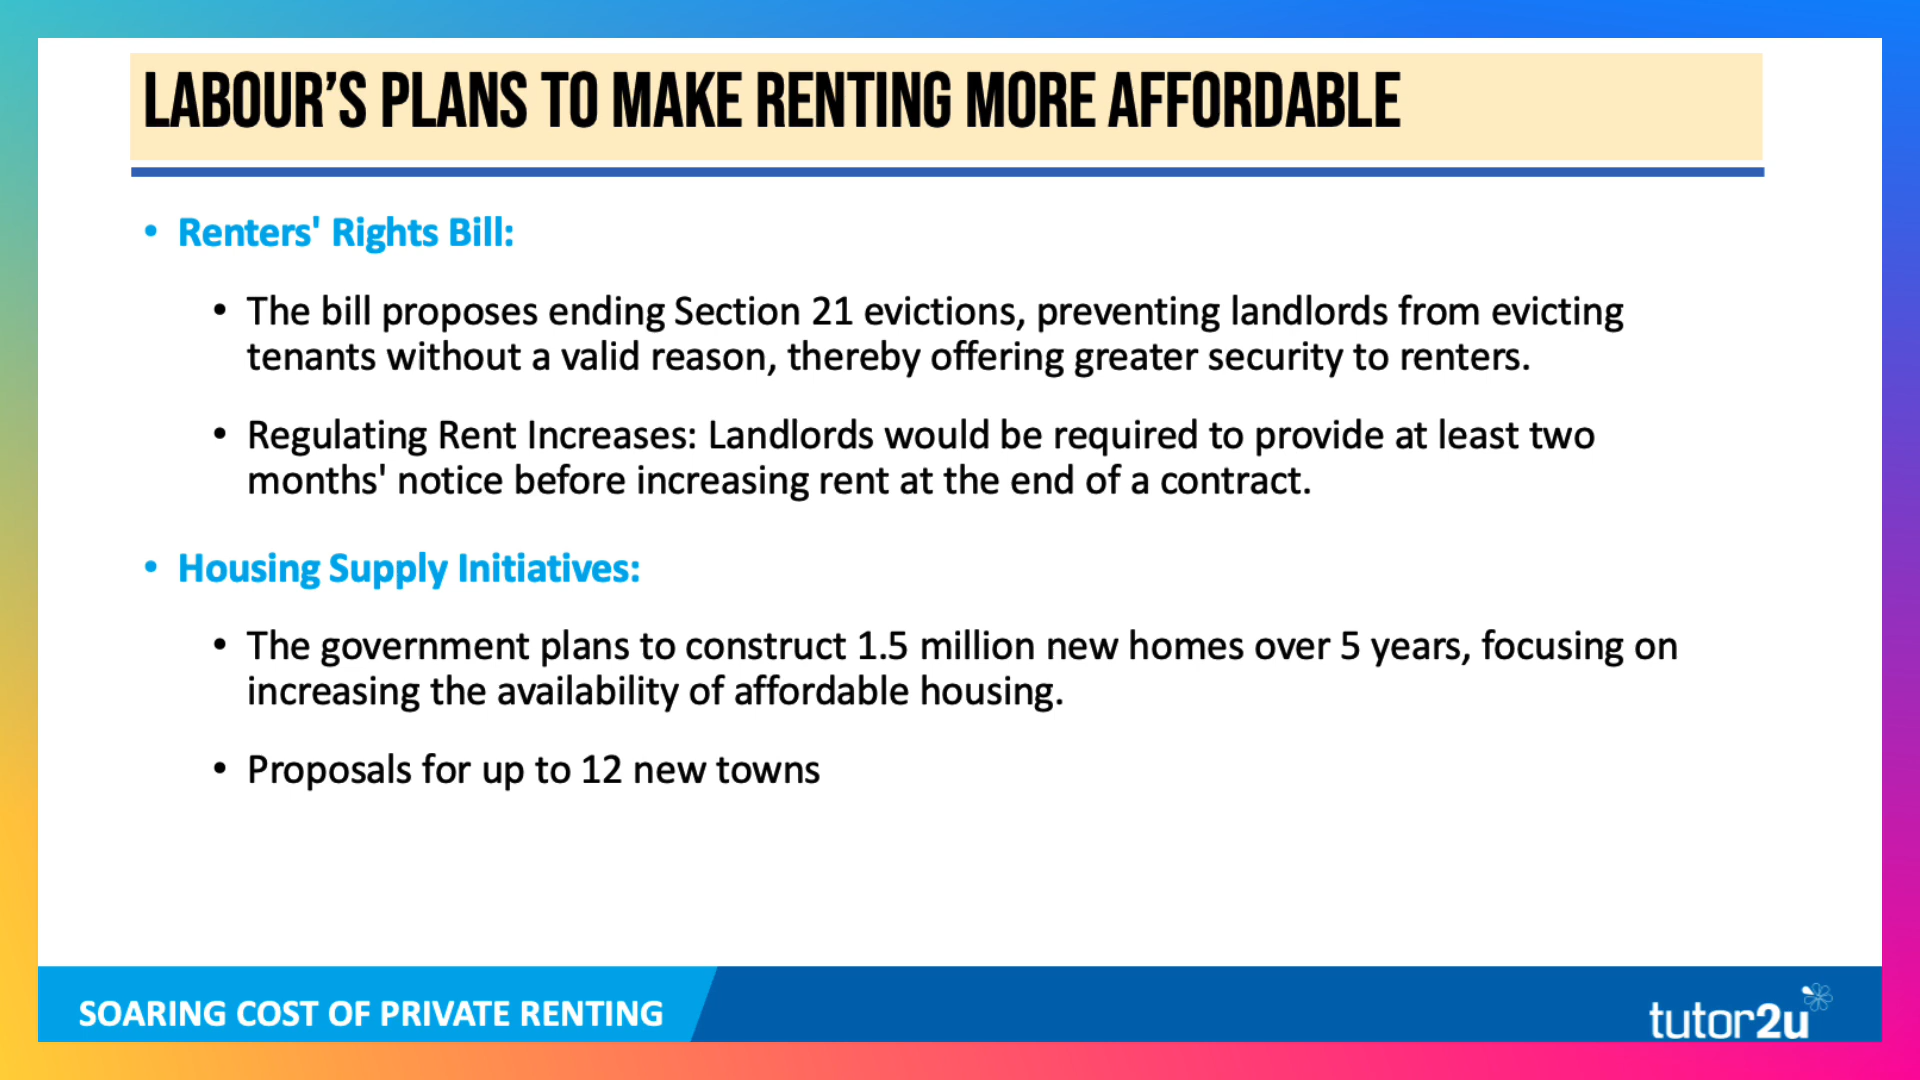 LABOUR’S PLANS TO MAKE RENTING MORE AFFORDABLE
• Renters' Rights Bill:
• The bill proposes ending Section 21 evictions, preventing landlords from evicting
tenants without a valid reason, thereby offering greater security to renters.
• Regulating Rent Increases: Landlords would be required to provide at least two
months' notice before increasing rent at the end of a contract.
• Housing Supply Initiatives:
• The government plans to construct 1.5 million new homes over 5 years, focusing on
increasing the availability of affordable housing.
• Proposals for up to 12 new towns
SOARING COST OF PRIVATE RENTING
tutor2u